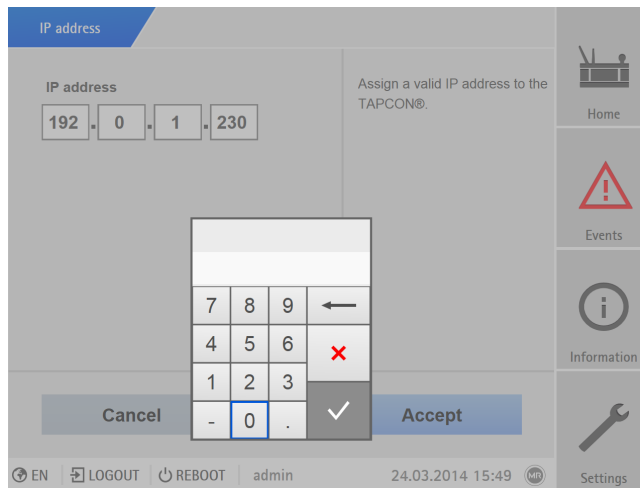 IP address
IP address
192 . 0 . 1 . 230
Assign a valid IP address to the
TAPCON®.
Home
Events
Information
Settings
7 8 9
4 5 6
1 2 3
- 0 .
Cancel
Accept
EN LOGOUT REBOOT admin 24.03.2014 15:49 MR